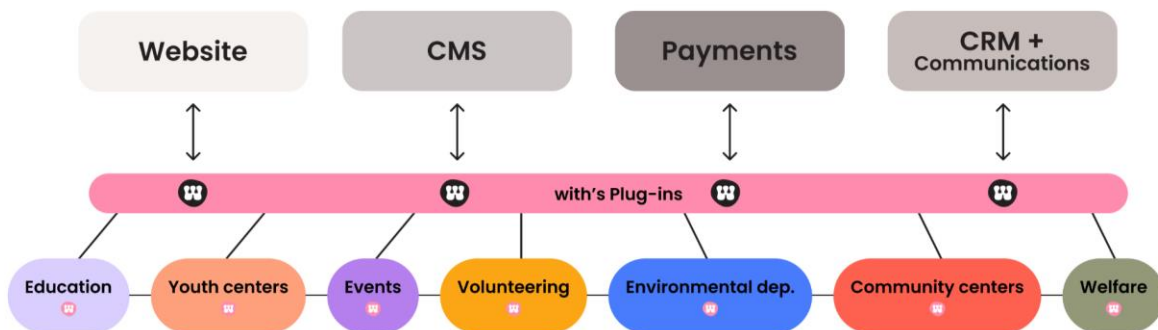 Website
CMS
Payments
CRM +
Communications
with's Plug-ins
Education
Youth centers
Events
Volunteering
Environmental dep.
Community centers
Welfare